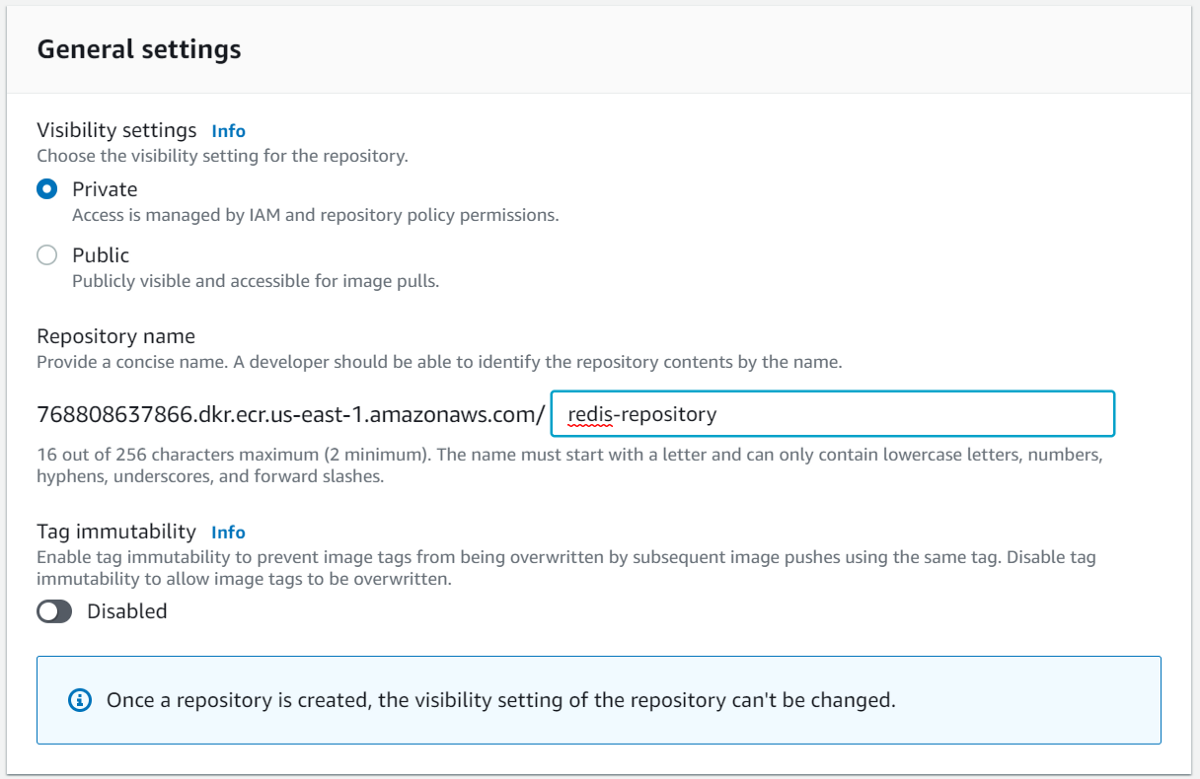 General settings
Visibility settings Info
Choose the visibility setting for the repository.
Private
Access is managed by IAM and repository policy permissions.
Public
Publicly visible and accessible for image pulls.
Repository name
Provide a concise name. A developer should be able to identify the repository contents by the name.
768808637866.dkr.ecr.us-east-1.amazonaws.com/ redis-repository
16 out of 256 characters maximum (2 minimum). The name must start with a letter and can only contain lowercase letters, numbers,
hyphens, underscores, and forward slashes.
Tag immutability Info
Enable tag immutability to prevent image tags from being overwritten by subsequent image pushes using the same tag. Disable tag
immutability to allow image tags to be overwritten.
Disabled
Once a repository is created, the visibility setting of the repository can't be changed.